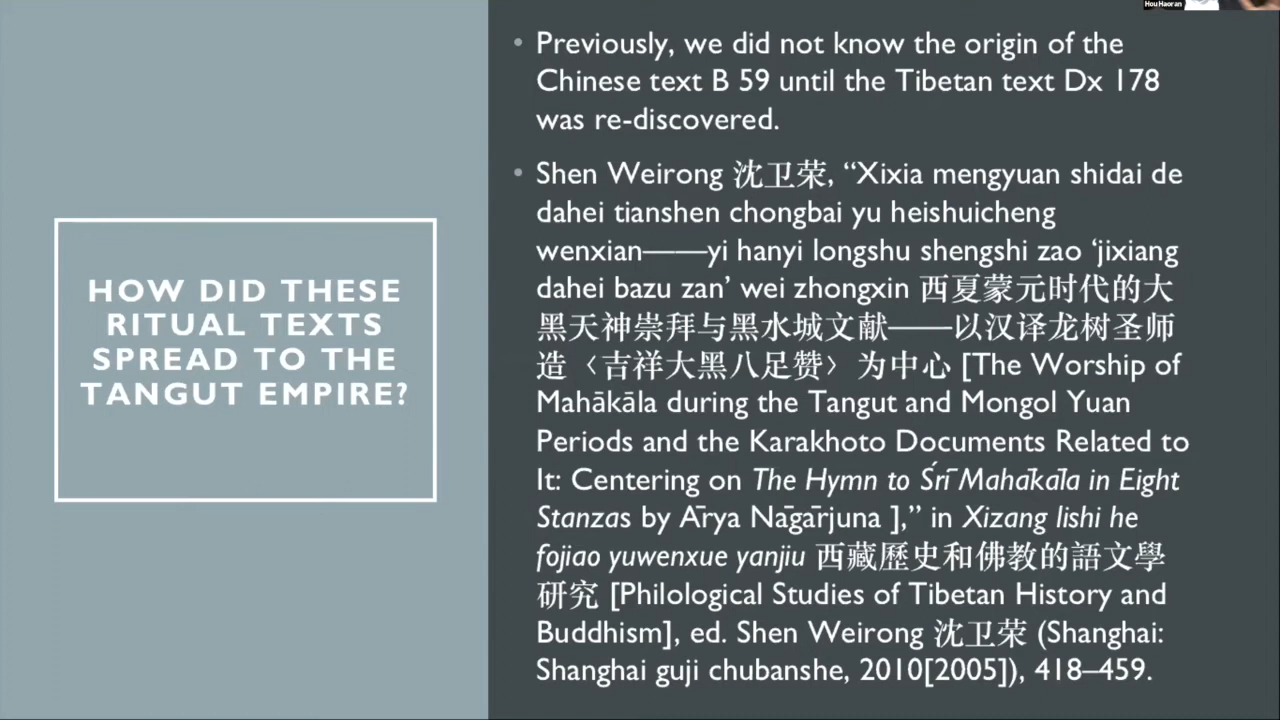 Hou Haoran
HOW DID THESE
RITUAL TEXTS
SPREAD TO THE
TANGUT EMPIRE?
• Previously, we did not know the origin of the
Chinese text B 59 until the Tibetan text Dx 178
was re-discovered.
• Shen Weirong 沈卫荣, “Xixia mengyuan shidai de
dahei tianshen chongbai yu heishuicheng
wenxian——yi hanyi longshu shengshi zao ‘jixiang
dahei bazu zan’ wei zhongxin 西夏蒙元时代的大
黑天神崇拜与黑水城文献——以汉译龙树圣师
造〈吉祥大黑八足赞〉为中心 [The Worship of
Mahākāla during the Tangut and Mongol Yuan
Periods and the Karakhoto Documents Related to
It: Centering on The Hymn to Śrī Mahākāla in Eight
Stanzas by Ārya Nāgārjuna ],” in Xizang lishi he
fojiao yuwenxue yanjiu 西藏歷史和佛教的語文學
研究 [Philological Studies of Tibetan History and
Buddhism], ed. Shen Weirong 沈卫荣 (Shanghai:
Shanghai guji chubanshe, 2010[2005]), 418–459.